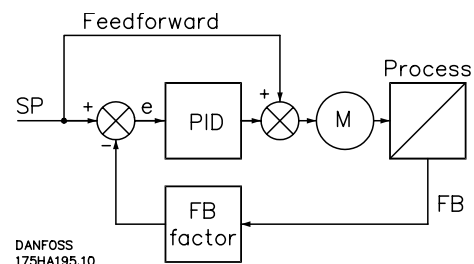 Feedforward
Process
SP
+
e
PID
+
M
-
FB
FB
factor
DANFOSS
175HA195.10